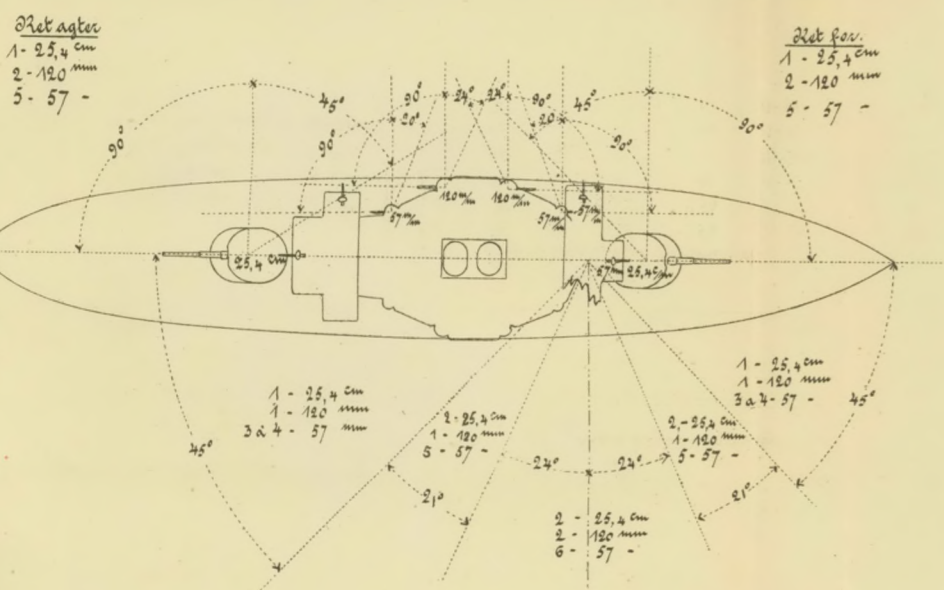 Ret agter
1 - 25,4 cm
2 - 120 mm
5 - 57 -
Ret for.
1 - 25,4 cm
2 - 120 mm
5 - 57 -
90°
45°
90°
20°
90°
24°
24°
90°
20
45°
90°
90°
120 m/m
120 m/m
57 m/m
57 m/m
57 m/m
25,4 cm
57 m/m
25,4 cm
1 - 25,4 cm
1 - 120 mm
3 à 4 - 57 mm
45°
2 - 25,4 cm
1 - 120 mm
5 - 57 -
24°
24°
2 - 25,4 cm
1 - 120 mm
5 - 57 -
1 - 25,4 cm
1 - 120 mm
3 à 4 - 57 -
45°
21°
21°
2 - 25,4 cm
2 - 120 mm
6 - 57 -